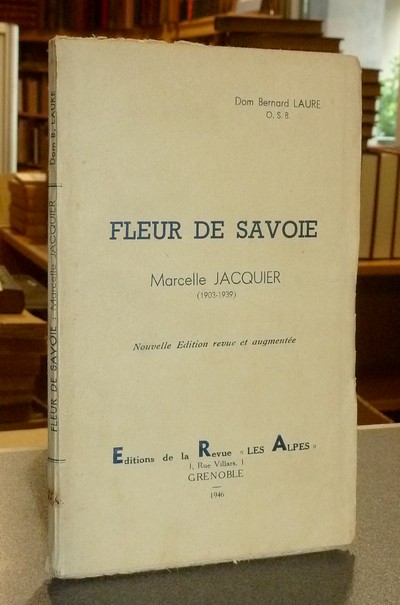 Dom Bernard LAURE
O. S. B.
FLEUR DE SAVOIE
Marcelle JACQUIER
(1903-1939)
Nouvelle Edition revue et augmentée
Editions de la Revue « LES ALPES »
1, Rue Villars, 1
GRENOBLE
1946
Dom B. LAURE
FLEUR DE SAVOIE : Marcelle JACQUIER